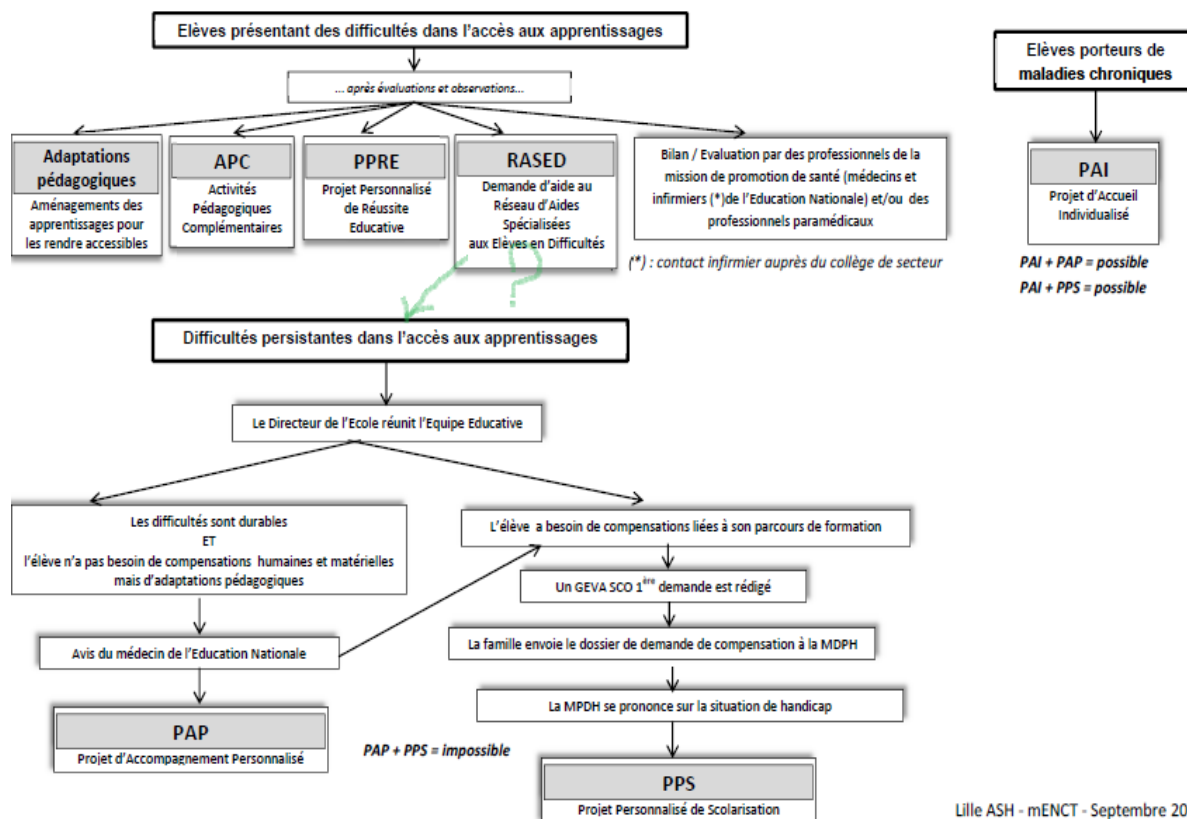 Elèves présentant des difficultés dans l'accès aux apprentissages
... après évaluations et observations...
Adaptations
pédagogiques
Aménagements des
apprentissages pour
les rendre accessibles
APC
Activités
Pédagogiques
Complémentaires
PPRE
Projet Personnalisé
de Réussite
Educative
RASED
Demande d'aide au
Réseau d'Aides
Spécialisées
aux Elèves en Difficultés
Bilan / Evaluation par des professionnels de la
mission de promotion de santé (médecins et
infirmiers (*)de l'Education Nationale) et/ou des
professionnels paramédicaux
(*) : contact infirmier auprès du collège de secteur
Elèves porteurs de
maladies chroniques
PAI
Projet d'Accueil
Individualisé
PAI + PAP = possible
PAI + PPS = possible
?
Difficultés persistantes dans l'accès aux apprentissages
Le Directeur de l'Ecole réunit l'Equipe Educative
Les difficultés sont durables
ET
l'élève n'a pas besoin de compensations humaines et matérielles
mais d'adaptations pédagogiques
Avis du médecin de l'Education Nationale
PAP
Projet d'Accompagnement Personnalisé
PAP + PPS = impossible
L'élève a besoin de compensations liées à son parcours de formation
Un GEVA SCO 1ère demande est rédigé
La famille envoie le dossier de demande de compensation à la MDPH
La MPDH se prononce sur la situation de handicap
PPS
Projet Personnalisé de Scolarisation
Lille ASH - mENCT - Septembre 20